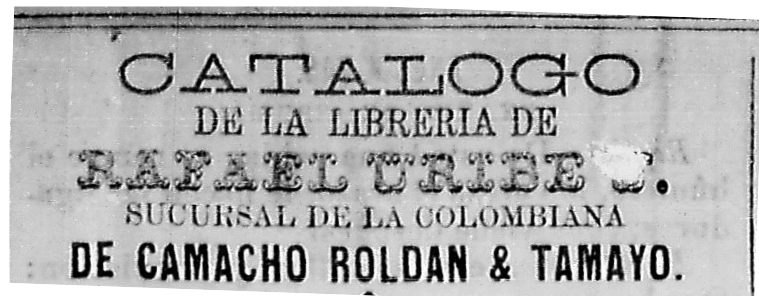 CATALOGO
DE LA LIBRERIA DE
RAFAEL URIBE U.
SUCURSAL DE LA COLOMBIANA
DE CAMACHO ROLDAN & TAMAYO.